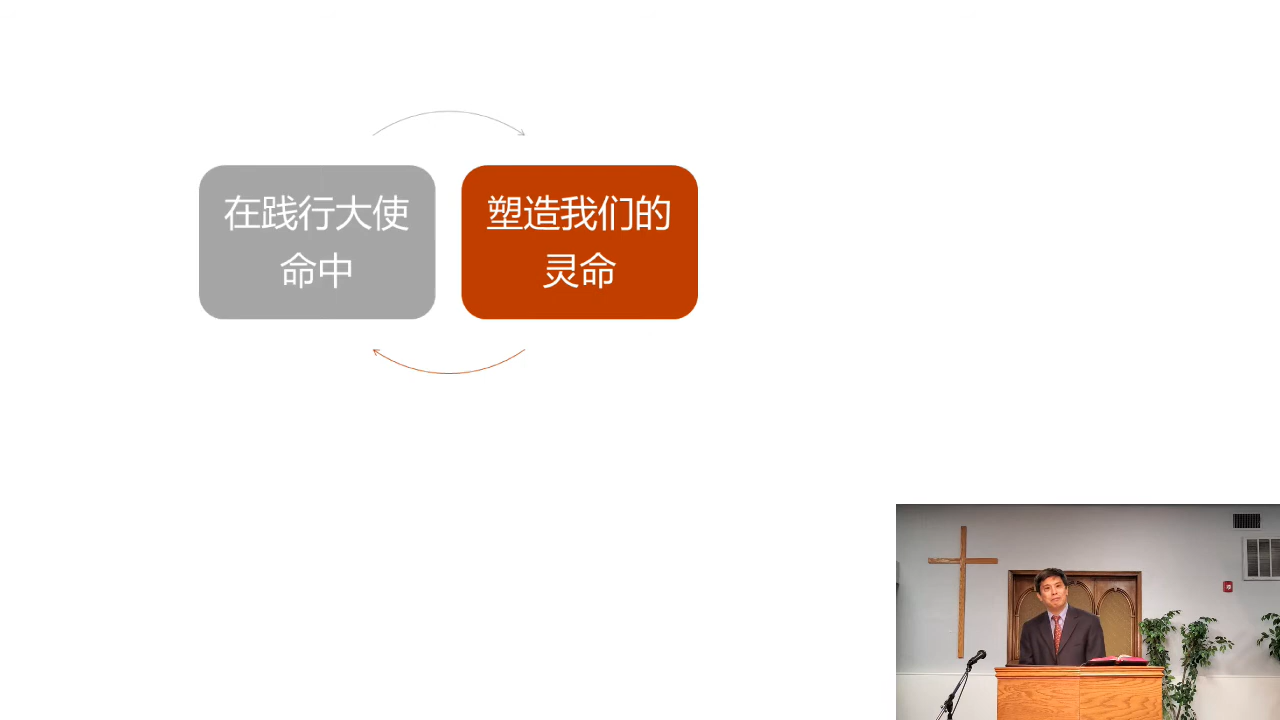 在践行大使
命中
塑造我们的
灵命